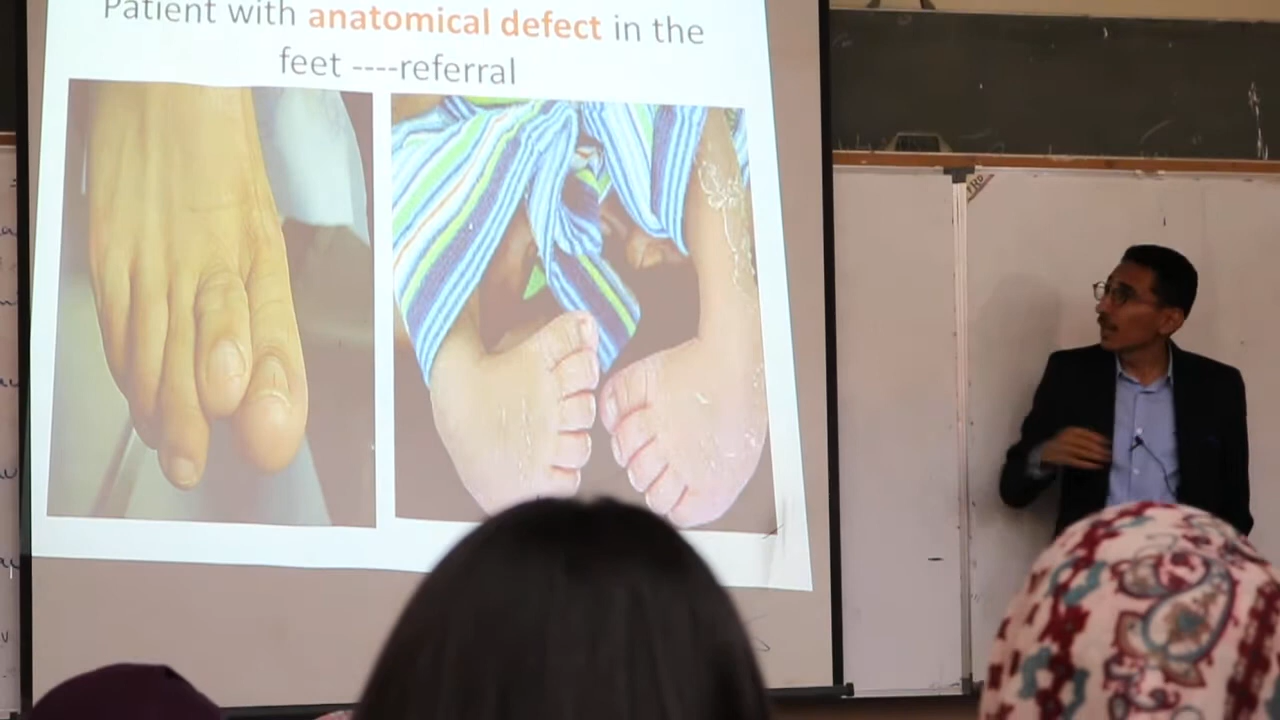 Patient with anatomical defect in the
feet ----referral